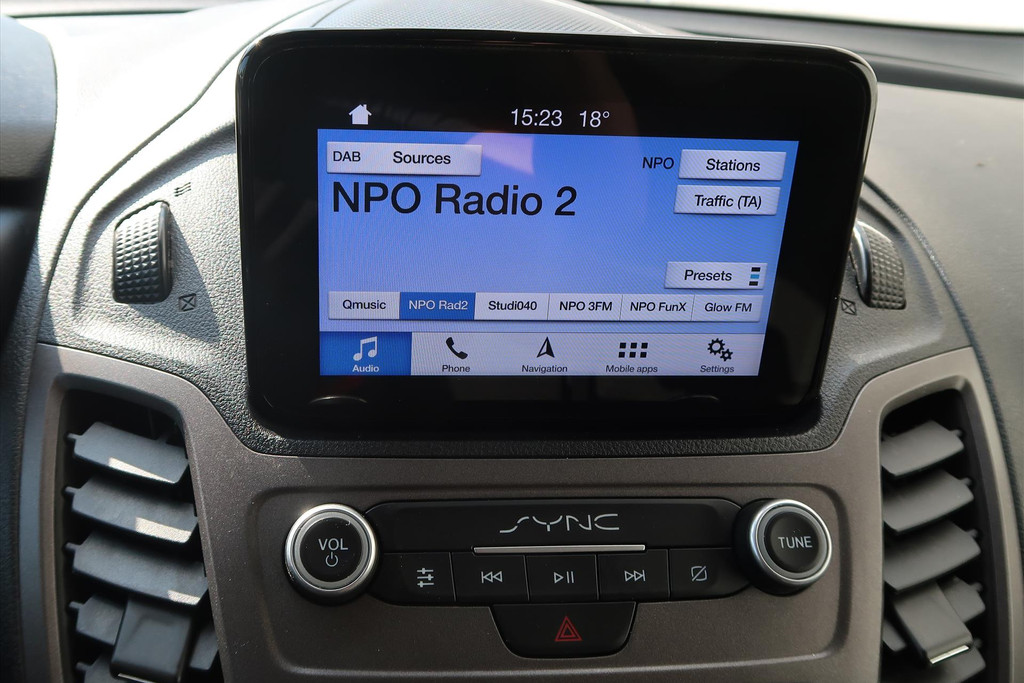 15:23 18°
DAB Sources NPO Stations
NPO Radio 2
Traffic (TA)
Presets
Qmusic NPO Rad2 Studi040 NPO 3FM NPO FunX Glow FM
Audio Phone Navigation Mobile apps Settings
SYNC
VOL
TUNE